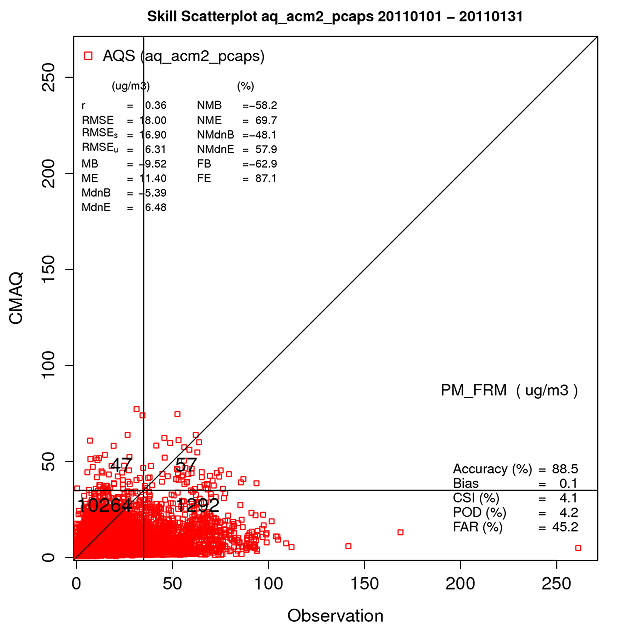 Skill Scatterplot aq_acm2_pcaps 20110101 − 20110131
AQS (aq_acm2_pcaps)
(ug/m3) (%)
r = 0.36 NMB =−58.2
RMSE = 18.00 NME = 69.7
RMSEs = 16.90 NMdnB =−48.1
RMSEu = 6.31 NMdnE = 57.9
MB = −9.52 FB =−62.9
ME = 11.40 FE = 87.1
MdnB = −5.39
MdnE = 6.48
PM_FRM ( ug/m3 )
47 57
10264 1292
Accuracy (%) = 88.5
Bias = 0.1
CSI (%) = 4.1
POD (%) = 4.2
FAR (%) = 45.2
CMAQ
250
200
150
100
50
0
0 50 100 150 200 250
Observation